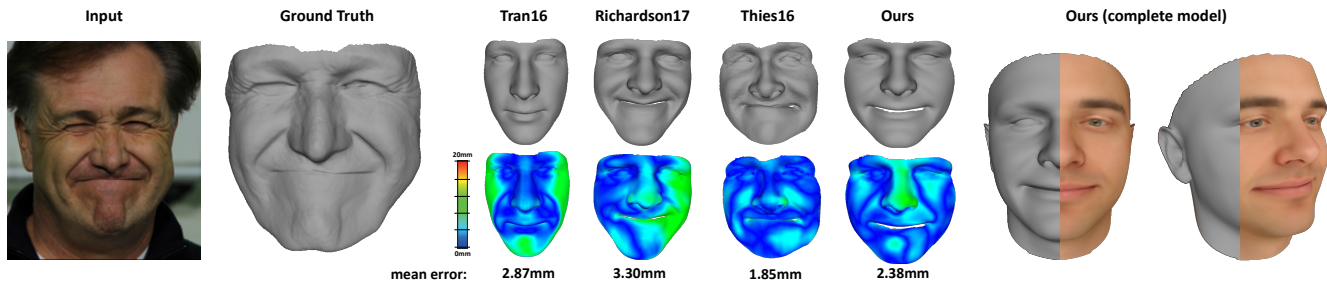 Input
Ground Truth
Tran16
Richardson17
Thies16
Ours
Ours (complete model)
20mm
0mm
mean error:
2.87mm
3.30mm
1.85mm
2.38mm